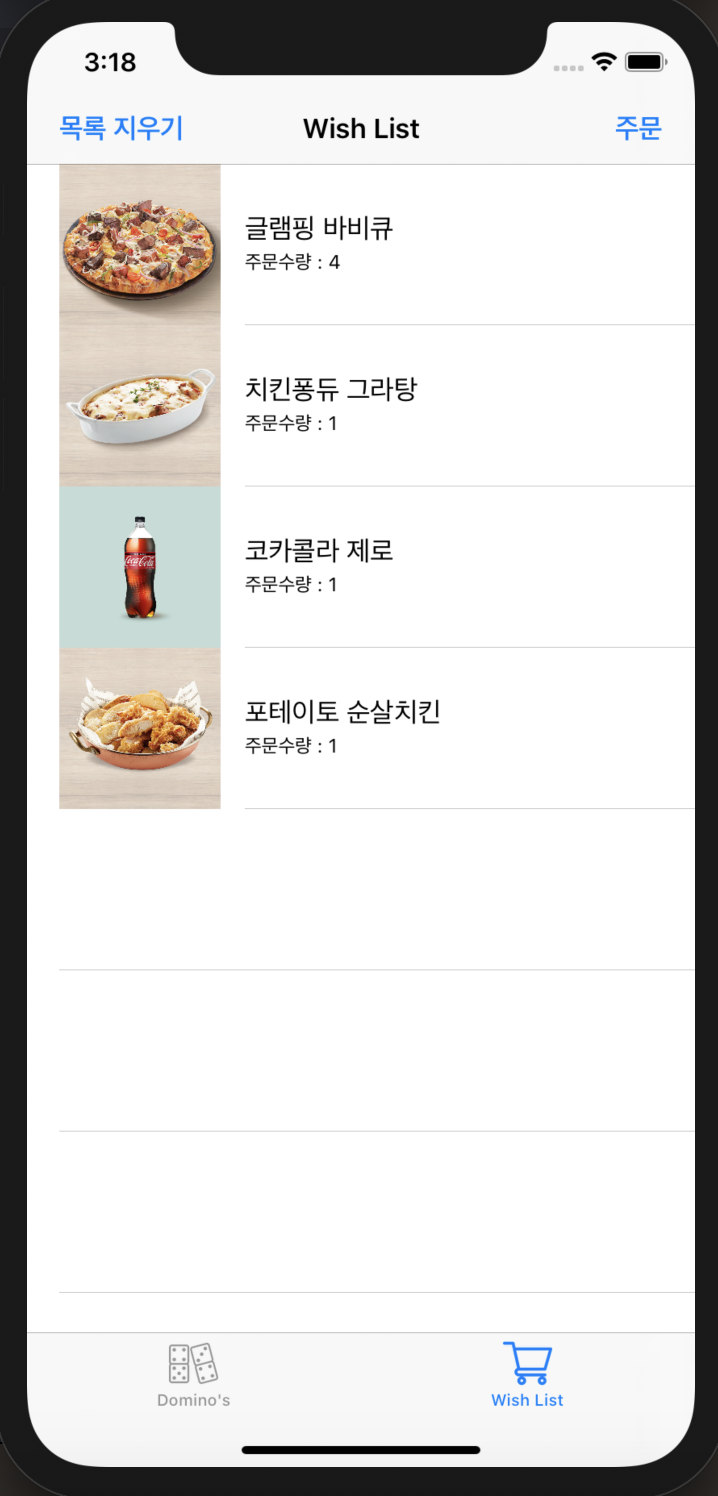 3:18
목록 지우기 Wish List 주문
글램핑 바비큐
주문수량 : 4
치킨퐁듀 그라탕
주문수량 : 1
Coca-Cola
코카콜라 제로
주문수량 : 1
포테이토 순살치킨
주문수량 : 1
Domino's Wish List